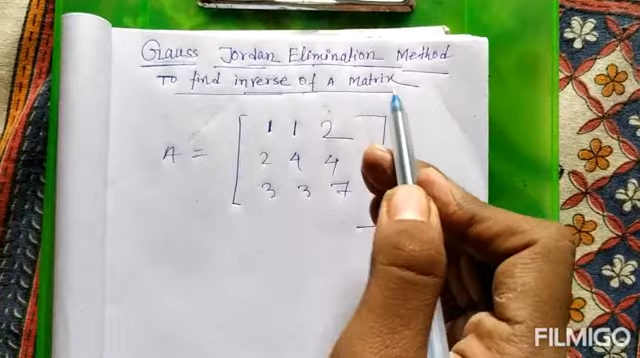 Gauss Jordan Elimination Method
To find inverse of A Matrix
A =
1 1 2
2 4 4
3 3 7
FILMIGO